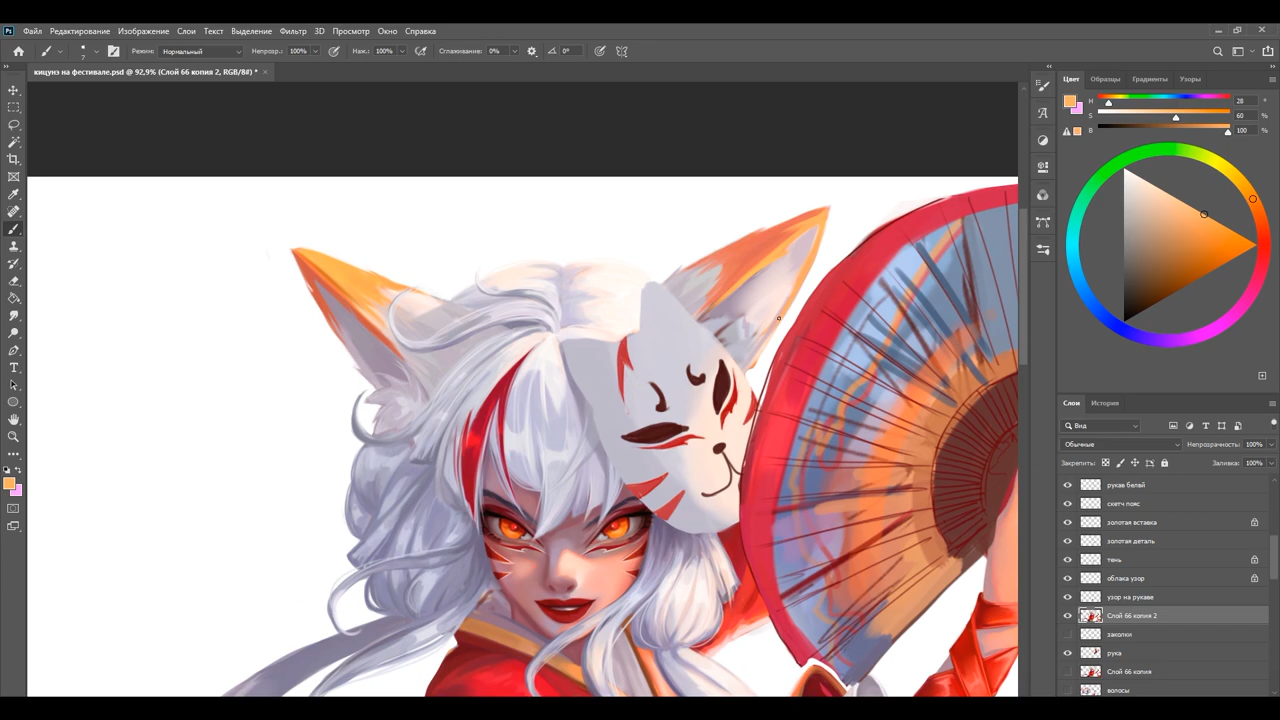 Ps Файл Редактирование Изображение Слои Текст Выделение Фильтр 3D Просмотр Окно Справка
7 Режим: Нормальный Непрозр.: 100% Наж.: 100% Сглаживание: 0% 0°
кицунэ на фестивале.psd @ 92,9% (Слой 66 копия 2, RGB/8#) * ×
Цвет Образцы Градиенты Узоры
H 28 °
S 60 %
B 100 %
Слои История
Вид
Обычные Непрозрачность: 100%
Закрепить: Заливка: 100%
рукав белый
скетч пояс
золотая вставка
золотая деталь
тень
облака узор
узор на рукаве
Слой 66 копия 2
заколки
рука
Слой 66 копия
волосы